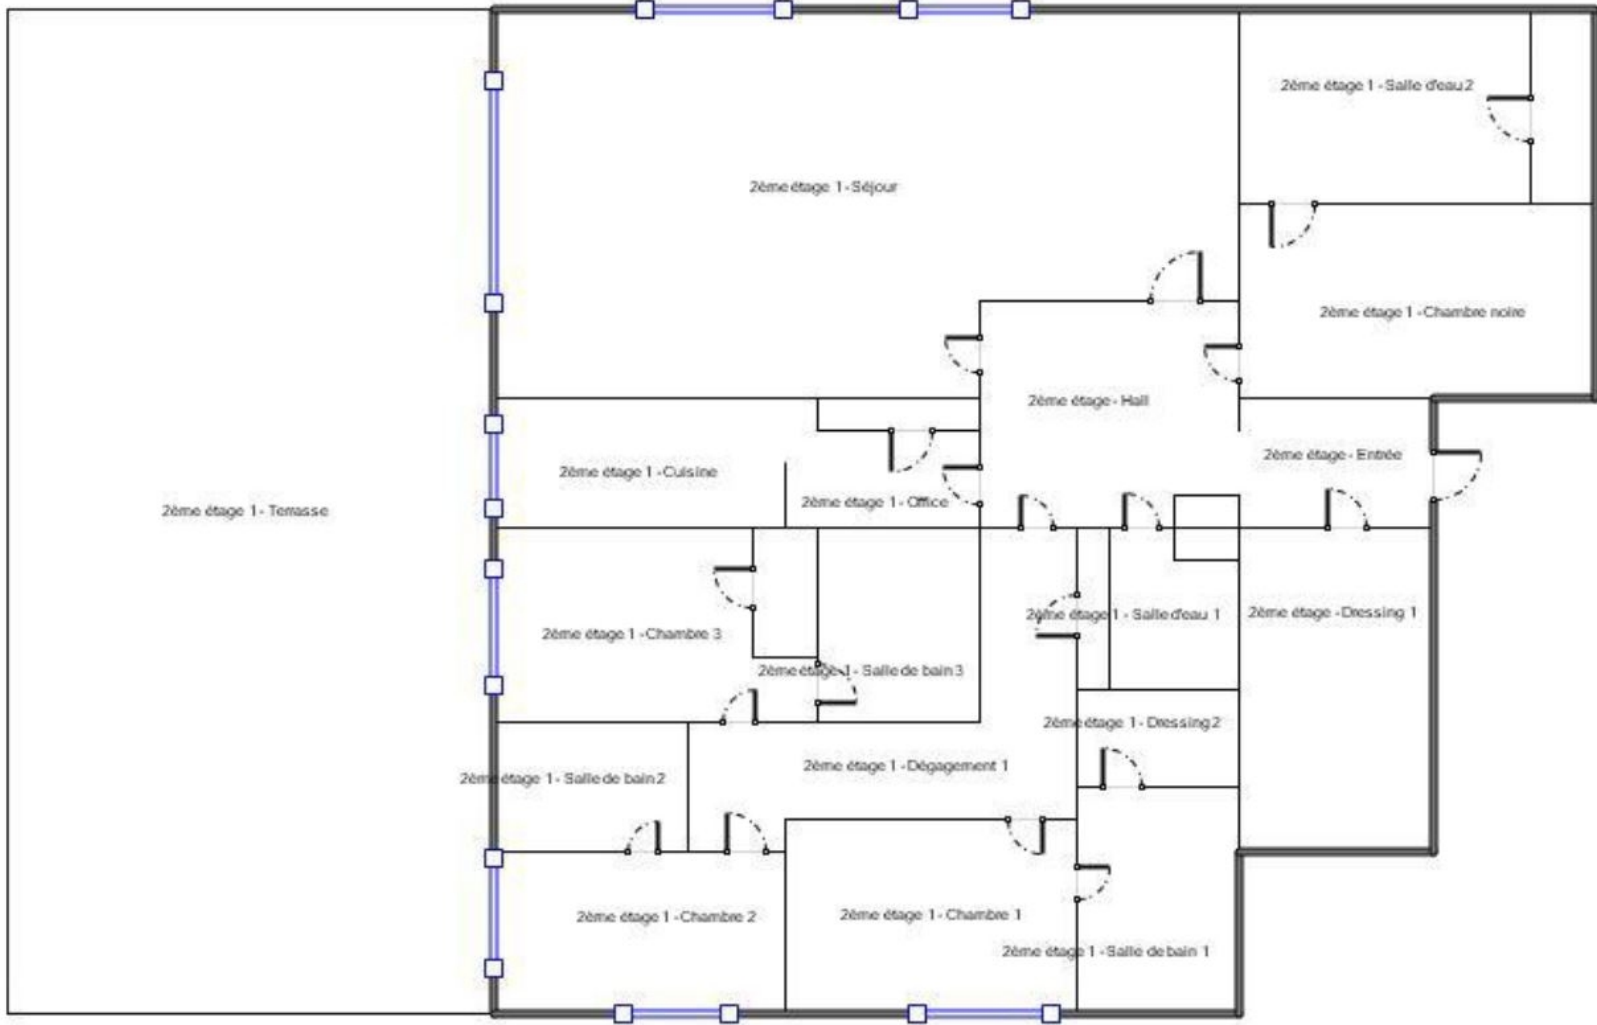 2ème étage 1 - Salle d'eau 2
2ème étage 1 - Séjour
2ème étage 1 - Chambre noire
2ème étage - Hall
2ème étage - Entrée
2ème étage 1 - Cuisine
2ème étage 1 - Office
2ème étage 1 - Terrasse
2ème étage 1 - Salle d'eau 1
2ème étage - Dressing 1
2ème étage 1 - Chambre 3
2ème étage 1 - Salle de bain 3
2ème étage 1 - Dressing 2
2ème étage 1 - Dégagement 1
2ème étage 1 - Salle de bain 2
2ème étage 1 - Chambre 2
2ème étage 1 - Chambre 1
2ème étage 1 - Salle de bain 1